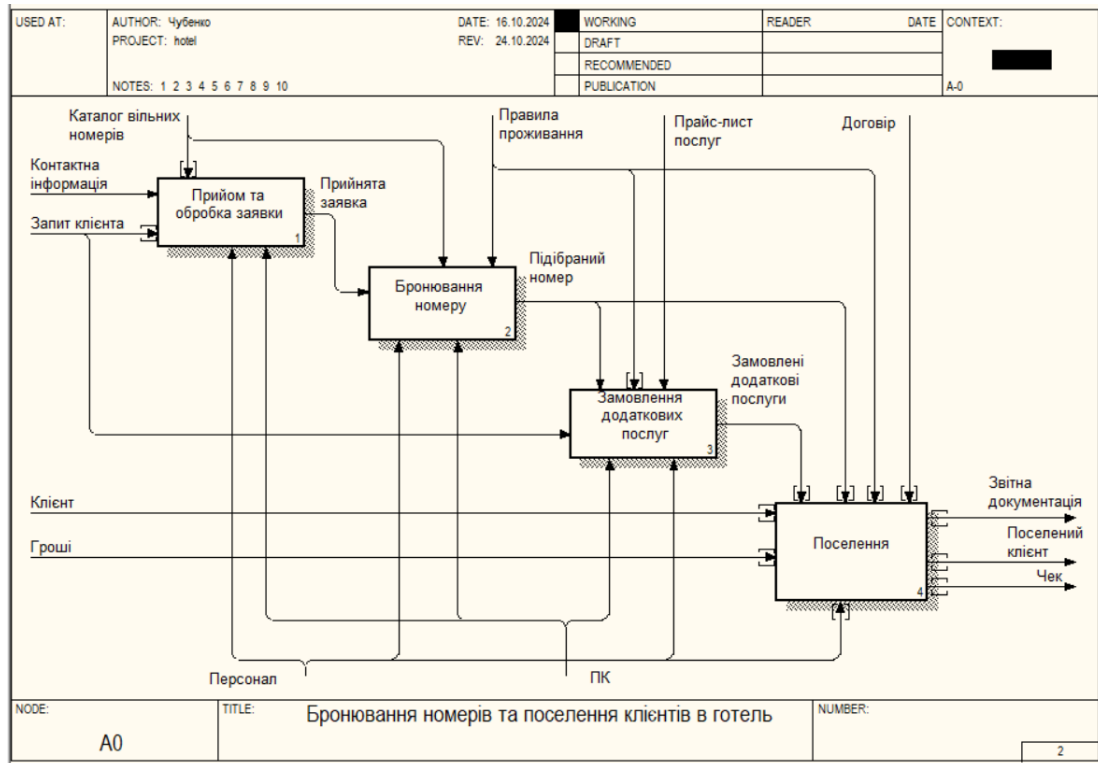 USED AT:
AUTHOR: Чубенко
DATE: 16.10.2024
WORKING
READER
DATE
CONTEXT:
PROJECT: hotel
REV: 24.10.2024
DRAFT
RECOMMENDED
NOTES: 1 2 3 4 5 6 7 8 9 10
PUBLICATION
A-0
Каталог вільних
номерів
Правила
проживання
Прайс-лист
послуг
Договір
Контактна
інформація
Запит клієнта
Прийом та
обробка заявки
1
Прийнята
заявка
Бронювання
номеру
2
Підібраний
номер
Замовлення
додаткових
послуг
3
Замовлені
додаткові
послуги
Клієнт
Гроші
Поселення
4
Звітна
документація
Поселений
клієнт
Чек
Персонал
ПК
NODE:
A0
TITLE:
Бронювання номерів та поселення клієнтів в готель
NUMBER:
2